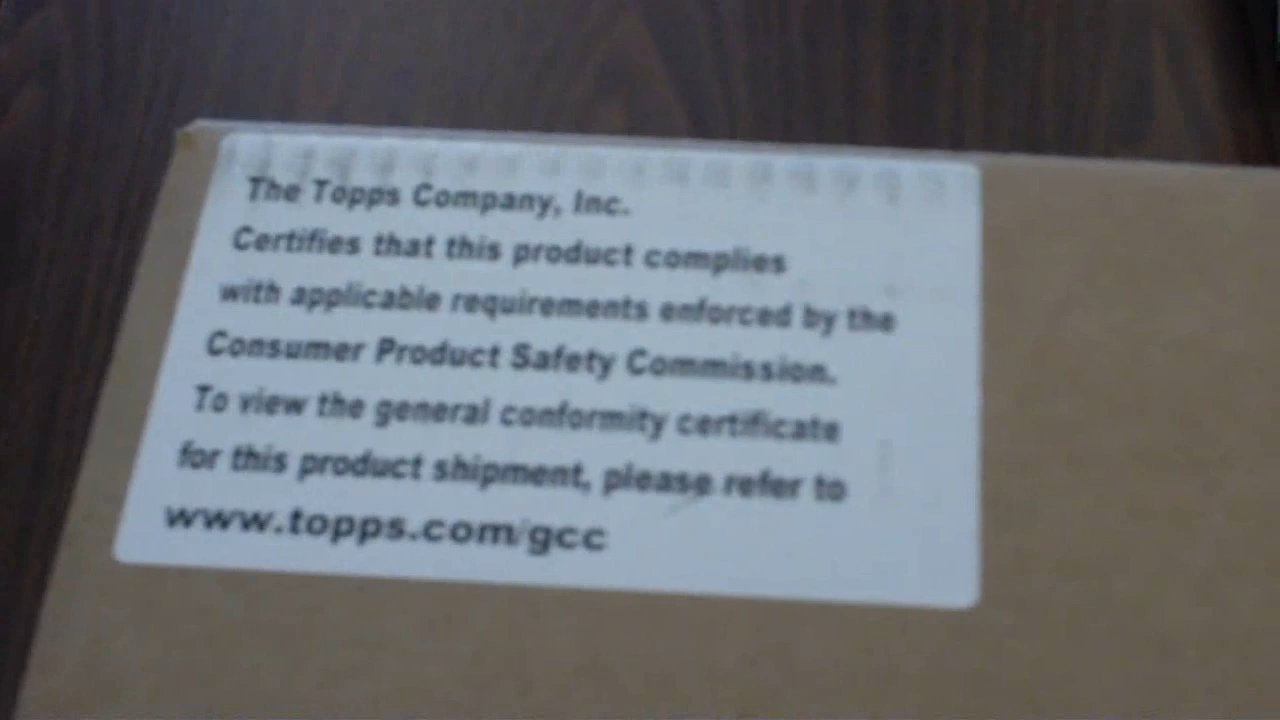 The Topps Company, Inc.
Certifies that this product complies
with applicable requirements enforced by the
Consumer Product Safety Commission.
To view the general conformity certificate
for this product shipment, please refer to
www.topps.com/gcc